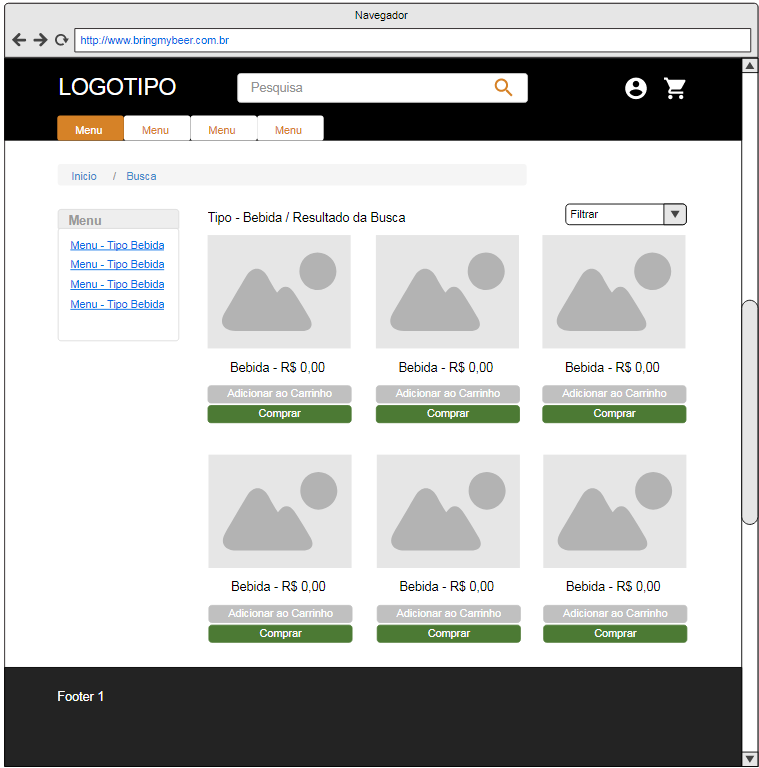 Navegador
http://www.bringmybeer.com.br
LOGOTIPO
Pesquisa
Menu Menu Menu Menu
Inicio / Busca
Menu
Menu - Tipo Bebida
Menu - Tipo Bebida
Menu - Tipo Bebida
Menu - Tipo Bebida
Tipo - Bebida / Resultado da Busca
Filtrar
Bebida - R$ 0,00 Bebida - R$ 0,00 Bebida - R$ 0,00
Adicionar ao Carrinho Adicionar ao Carrinho Adicionar ao Carrinho
Comprar Comprar Comprar
Bebida - R$ 0,00 Bebida - R$ 0,00 Bebida - R$ 0,00
Adicionar ao Carrinho Adicionar ao Carrinho Adicionar ao Carrinho
Comprar Comprar Comprar
Footer 1